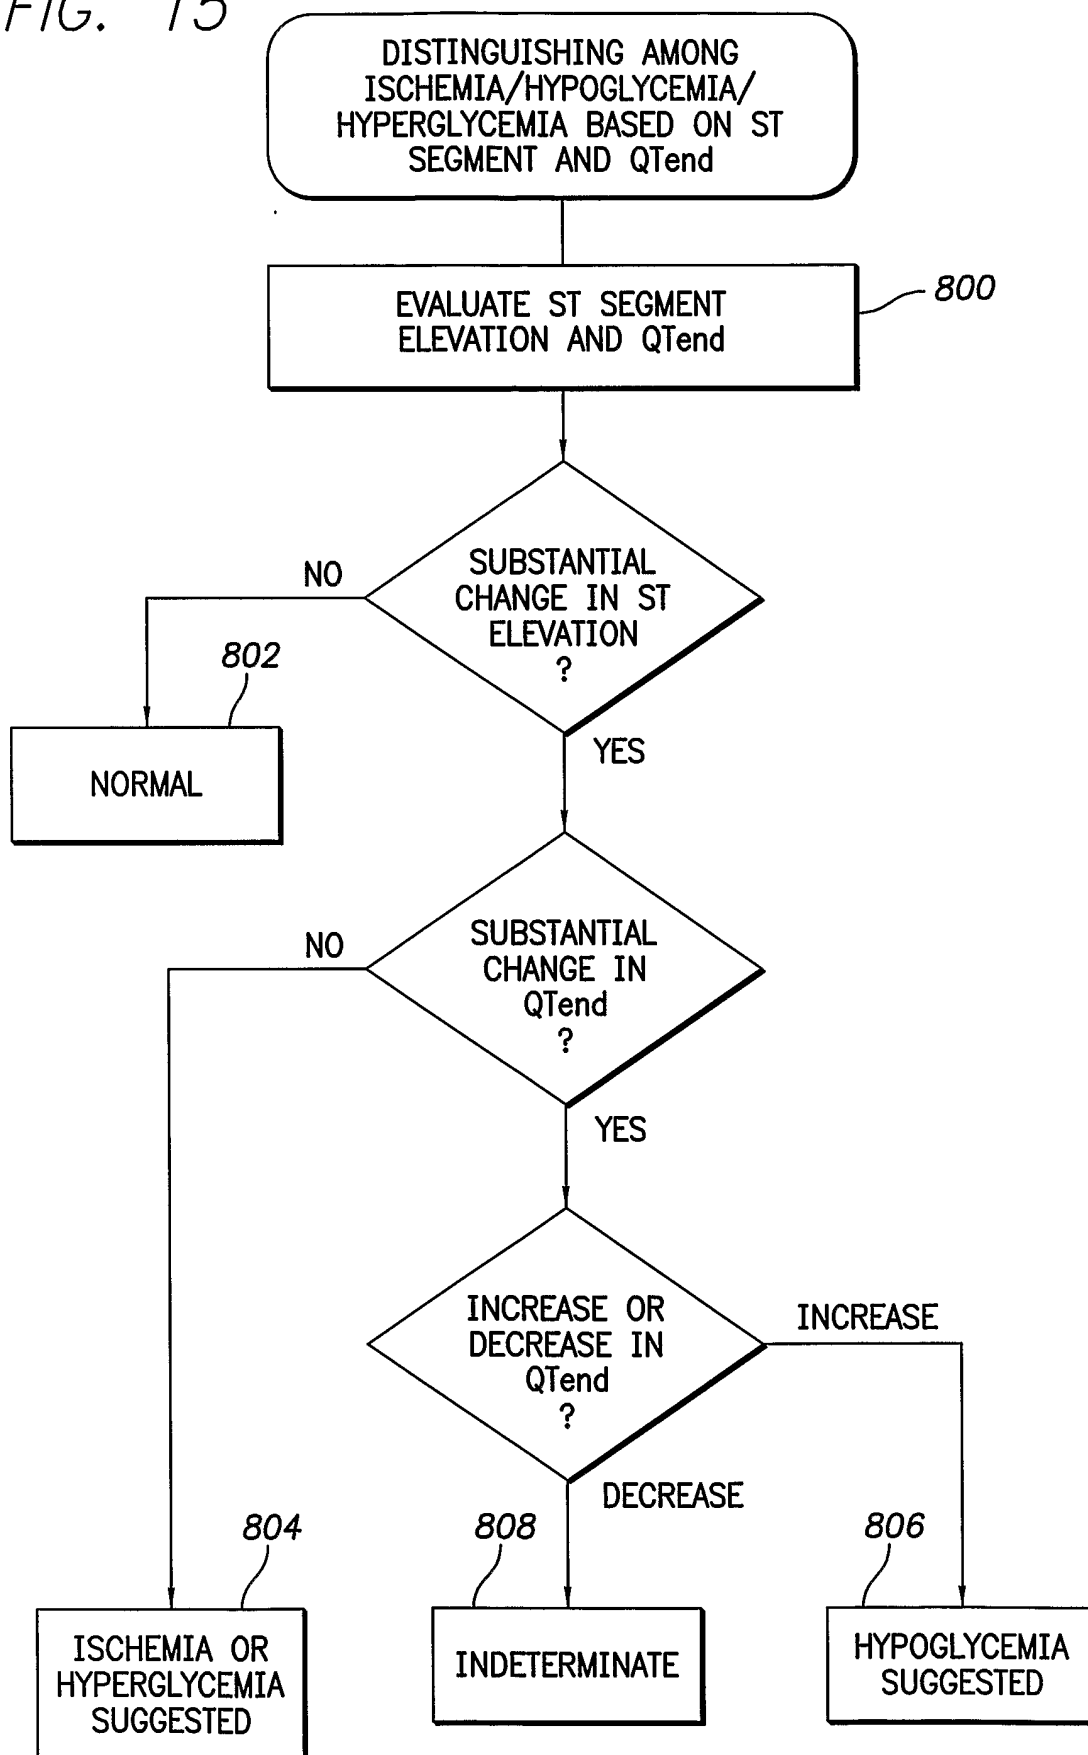 FIG. 15
DISTINGUISHING AMONG
ISCHEMIA/HYPOGLYCEMIA/
HYPERGLYCEMIA BASED ON ST
SEGMENT AND QTend
EVALUATE ST SEGMENT
ELEVATION AND QTend
800
SUBSTANTIAL
CHANGE IN ST
ELEVATION
?
NO
802
NORMAL
YES
SUBSTANTIAL
CHANGE IN
QTend
?
NO
YES
INCREASE OR
DECREASE IN
QTend
?
INCREASE
DECREASE
804
ISCHEMIA OR
HYPERGLYCEMIA
SUGGESTED
808
INDETERMINATE
806
HYPOGLYCEMIA
SUGGESTED